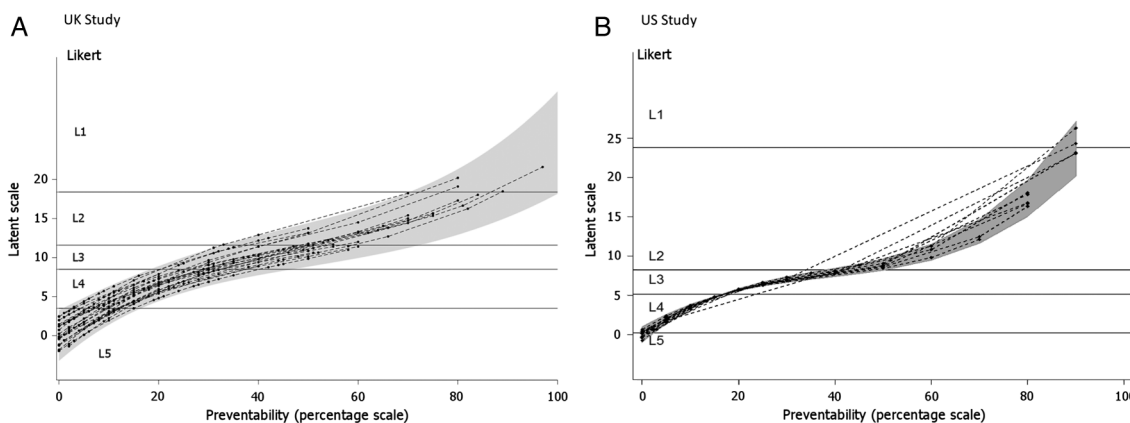 A
UK Study
Likert
L1
L2
L3
L4
L5
20
15
10
5
0
Latent scale
0 20 40 60 80 100
Preventability (percentage scale)
B
US Study
Likert
L1
L2
L3
L4
L5
25
20
15
10
5
0
Latent scale
0 20 40 60 80 100
Preventability (percentage scale)